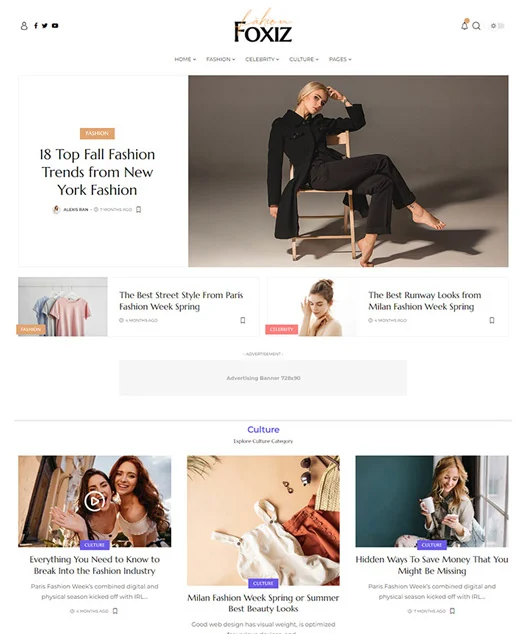 Fashion
FOXIZ
HOME
FASHION
CELEBRITY
CULTURE
PAGES
FASHION
18 Top Fall Fashion
Trends from New
York Fashion
ALEXIS RAN - 7 MONTHS AGO
FASHION
The Best Street Style From Paris
Fashion Week Spring
4 MONTHS AGO
CELEBRITY
The Best Runway Looks from
Milan Fashion Week Spring
4 MONTHS AGO
- ADVERTISEMENT -
Advertising Banner 728x90
Culture
Explore Culture Category
CULTURE
Everything You Need to Know to
Break Into the Fashion Industry
Paris Fashion Week's combined digital and
physical season kicked off with IRL...
4 MONTHS AGO
CULTURE
Milan Fashion Week Spring or Summer
Best Beauty Looks
Good web design has visual weight, is optimized
CULTURE
Hidden Ways To Save Money That You
Might Be Missing
Paris Fashion Week's combined digital and
physical season kicked off with IRL...
7 MONTHS AGO